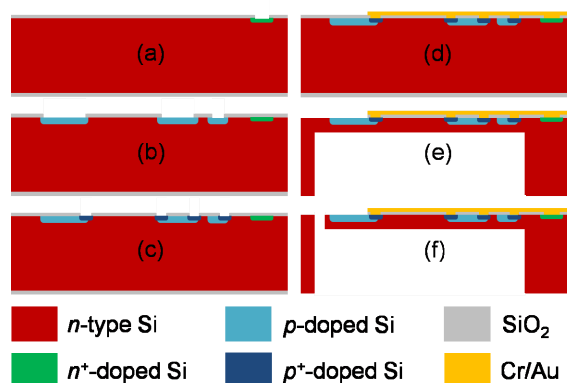 (a) (d)
(b) (e)
(c) (f)
n-type Si p-doped Si SiO₂
n⁺-doped Si p⁺-doped Si Cr/Au